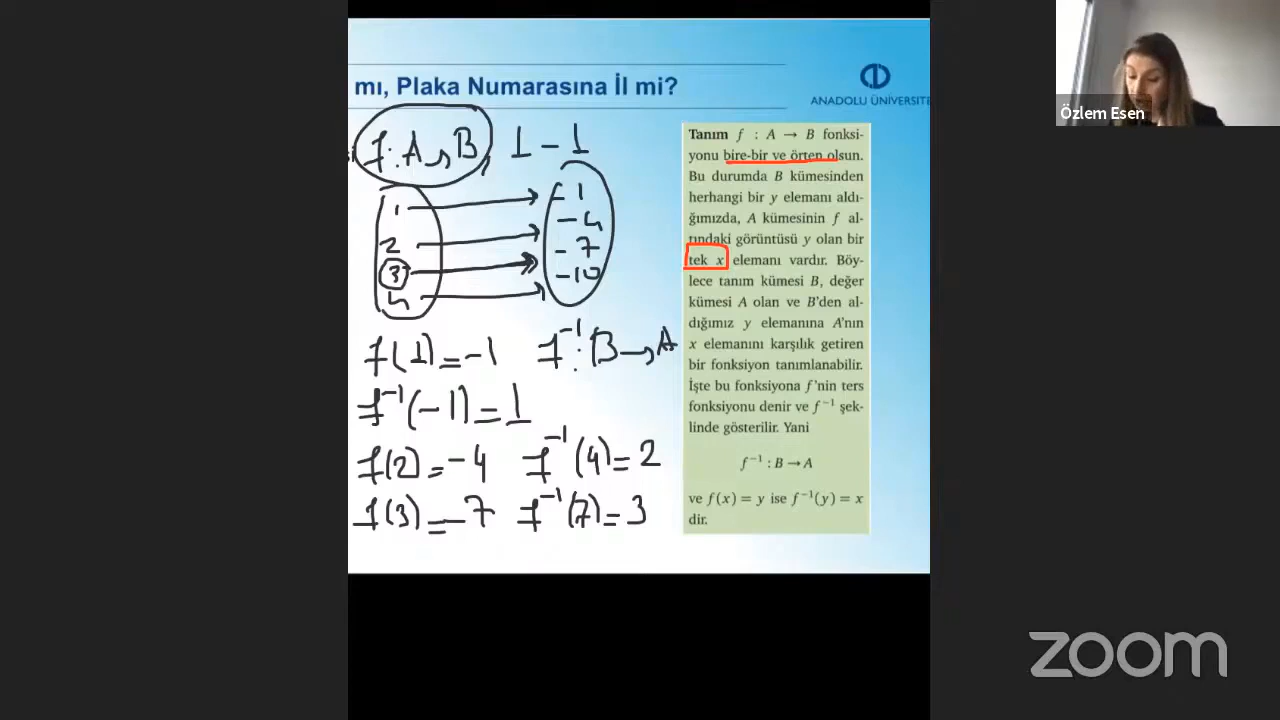 mı, Plaka Numarasına İl mi?
ANADOLU ÜNİVERSİTE
Özlem Esen
f: A → B, 1 - 1
1
2
3
4
-1
-4
-7
-10
f(1) = -1 f⁻¹: B → A
f⁻¹(-1) = 1
f(2) = -4 f⁻¹(4) = 2
f(3) = -7 f⁻¹(7) = 3
Tanım f : A → B fonksi-
yonu bire-bir ve örten olsun.
Bu durumda B kümesinden
herhangi bir y elemanı aldı-
ğımızda, A kümesinin f al-
tındaki görüntüsü y olan bir
tek x elemanı vardır. Böy-
lece tanım kümesi B, değer
kümesi A olan ve B'den al-
dığımız y elemanına A'nın
x elemanını karşılık getiren
bir fonksiyon tanımlanabilir.
İşte bu fonksiyona f'nin ters
fonksiyonu denir ve f⁻¹ şek-
linde gösterilir. Yani
f⁻¹ : B → A
ve f(x) = y ise f⁻¹(y) = x
dir.
zoom